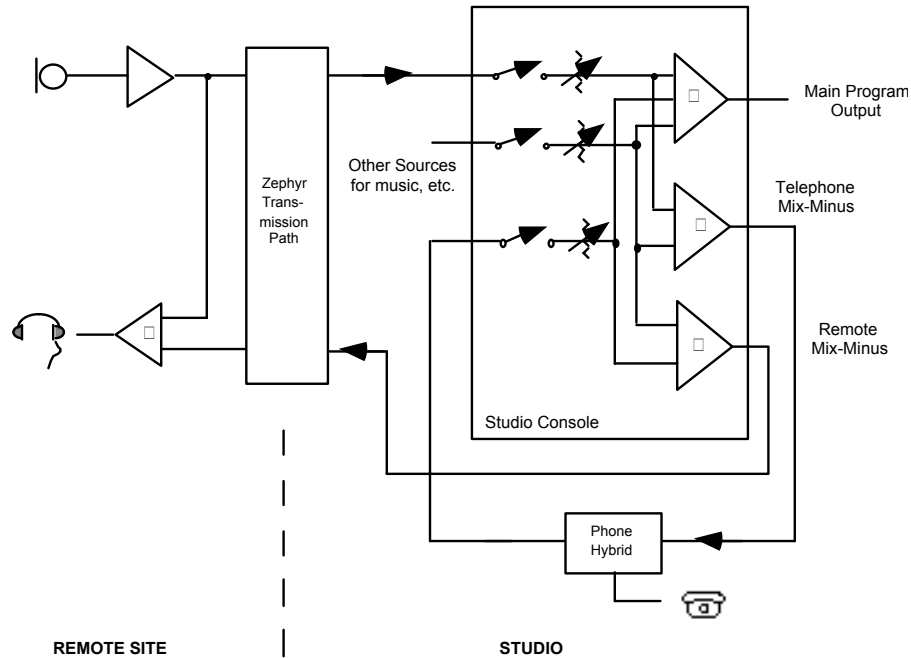 Main Program
Output
Zephyr
Trans-
mission
Path
Other Sources
for music, etc.
Telephone
Mix-Minus
Remote
Mix-Minus
Studio Console
Phone
Hybrid
REMOTE SITE
STUDIO